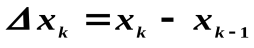 Δx_k = x_k - x_{k-1}